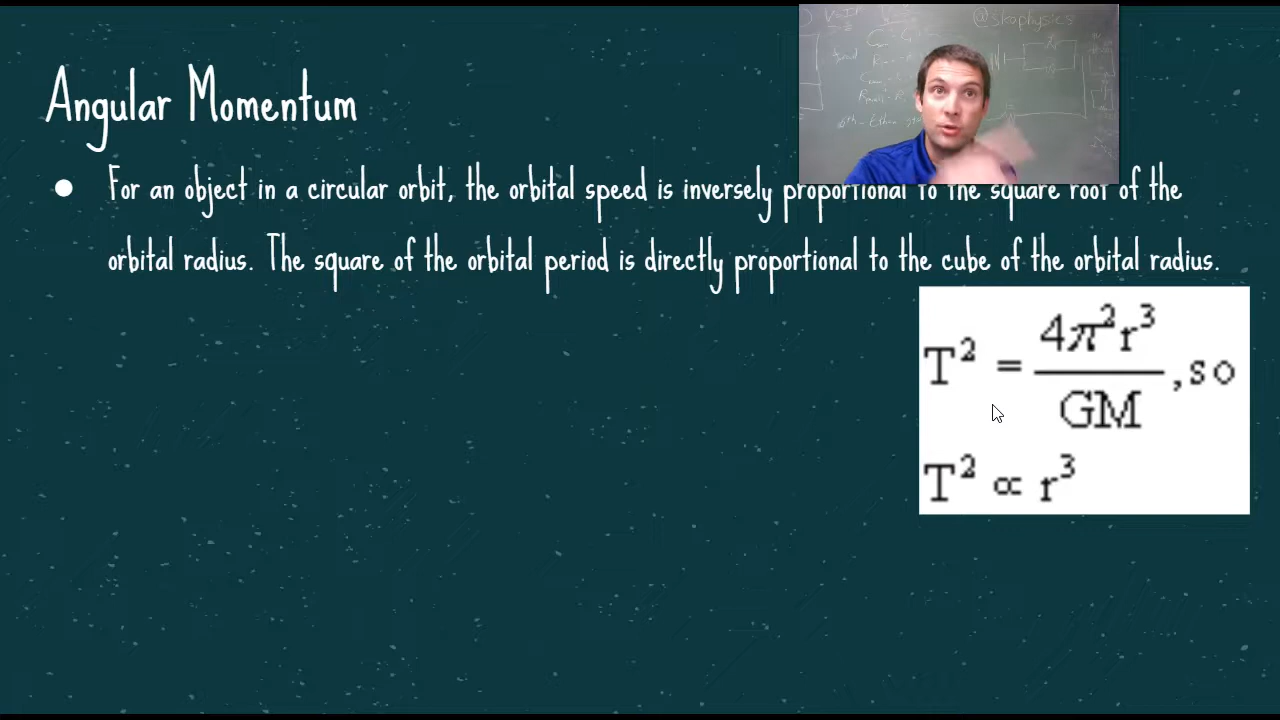 @skophysics
Angular Momentum
● For an object in a circular orbit, the orbital speed is inversely proportional to the square root of the
orbital radius. The square of the orbital period is directly proportional to the cube of the orbital radius.
T² = 4π²r³ / GM , so
T² ∝ r³